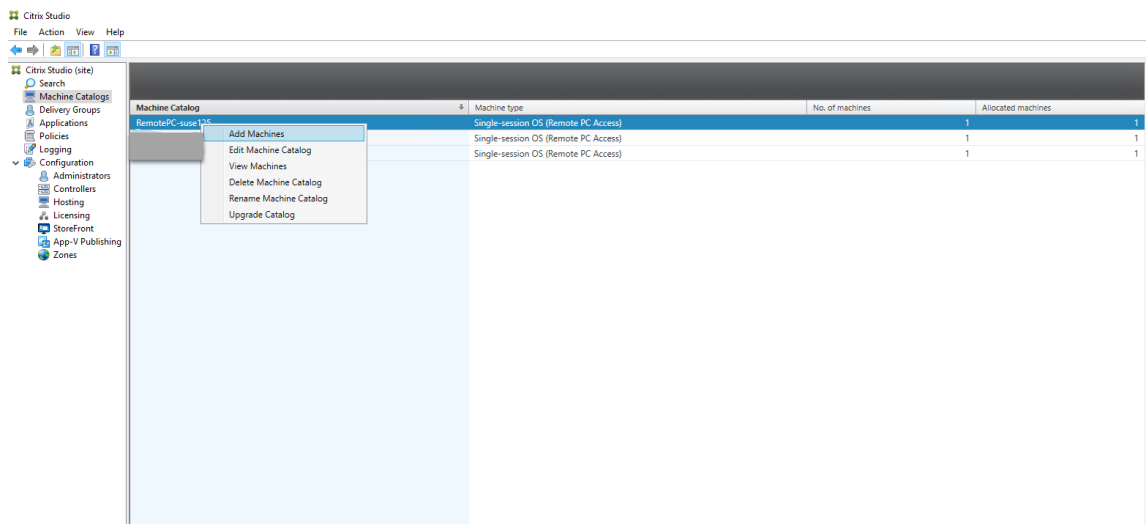 Citrix Studio
File Action View Help
Citrix Studio (site)
Search
Machine Catalogs
Delivery Groups
Applications
Policies
Logging
Configuration
Administrators
Controllers
Hosting
Licensing
StoreFront
App-V Publishing
Zones
Machine Catalog Machine type No. of machines Allocated machines
RemotePC-suse125 Single-session OS (Remote PC Access) 1 1
Single-session OS (Remote PC Access) 1 1
Single-session OS (Remote PC Access) 1 1
Add Machines
Edit Machine Catalog
View Machines
Delete Machine Catalog
Rename Machine Catalog
Upgrade Catalog